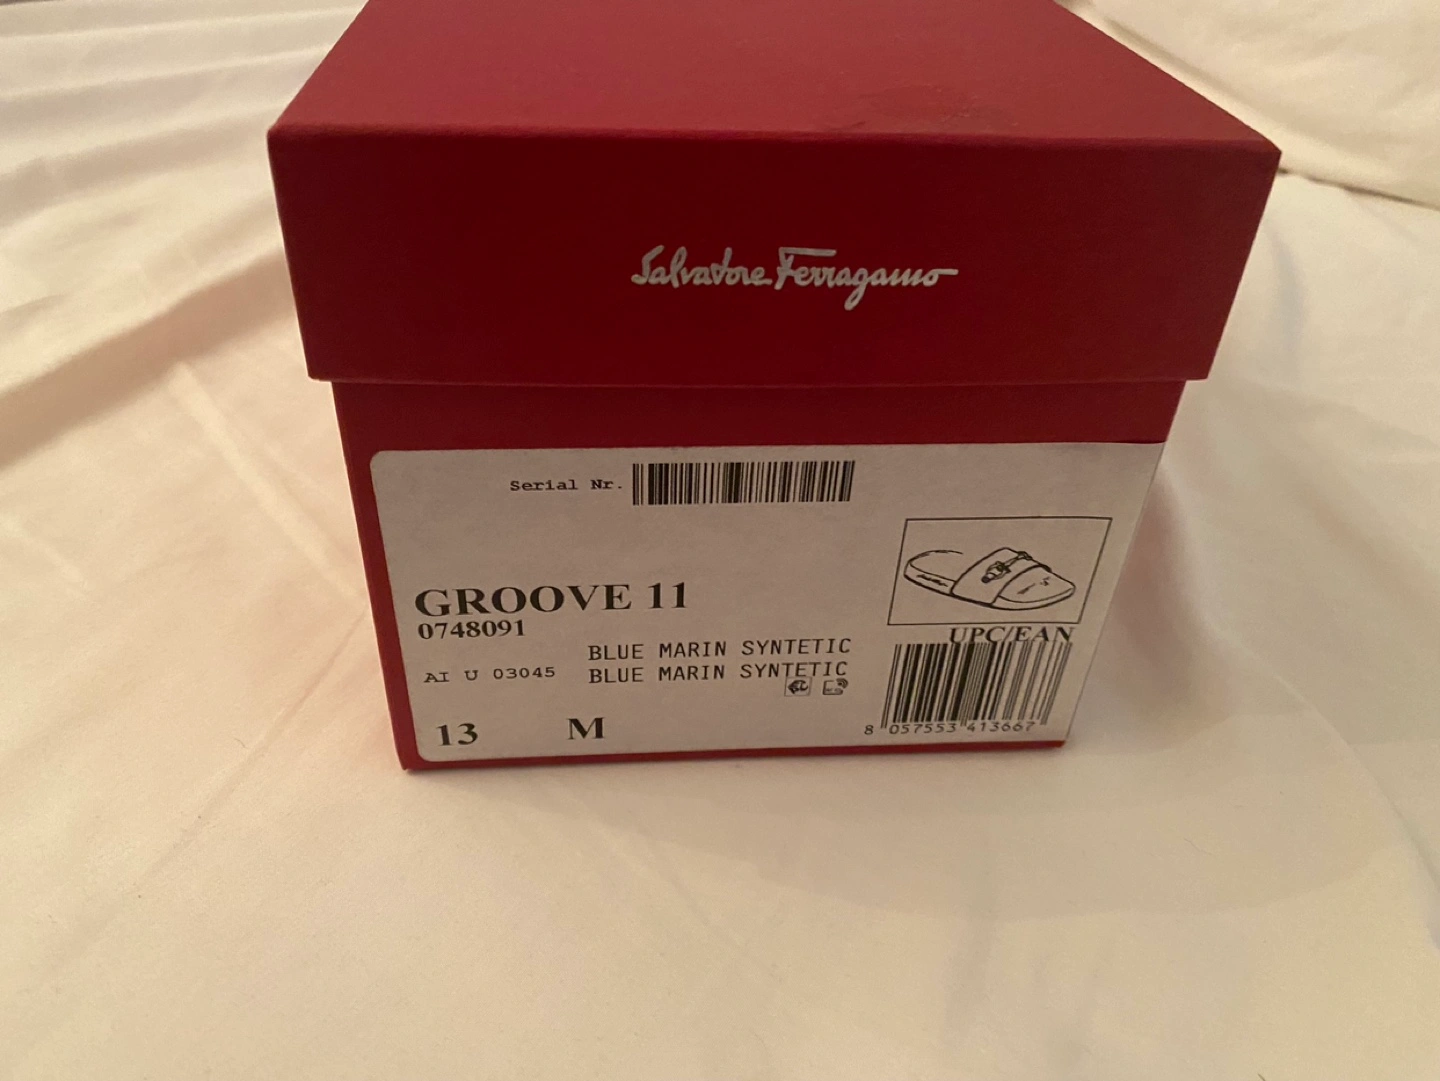 Salvatore Ferragamo
Serial Nr.
GROOVE 11
0748091
BLUE MARIN SYNTETIC
AI U 03045 BLUE MARIN SYNTETIC
13 M
UPC/EAN
8 057553 413667